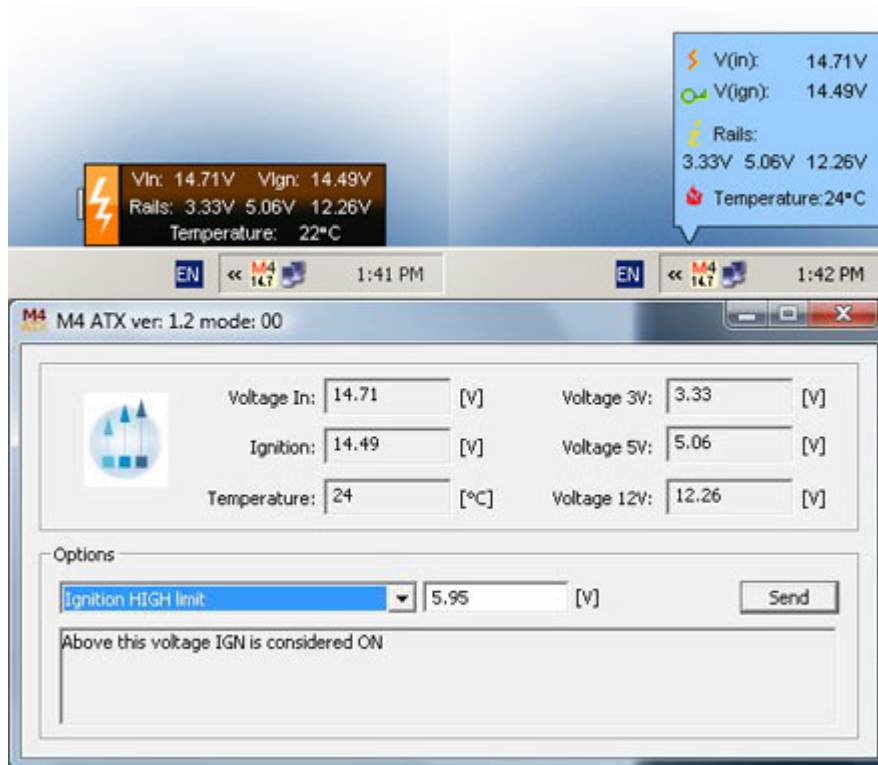 VIn: 14.71V VIgn: 14.49V
Rails: 3.33V 5.06V 12.26V
Temperature: 22°C
EN « M4 14.7 1:41 PM
V(in): 14.71V
V(ign): 14.49V
Rails:
3.33V 5.06V 12.26V
Temperature:24°C
EN « M4 14.7 1:42 PM
M4 ATX M4 ATX ver: 1.2 mode: 00
Voltage In: 14.71 [V] Voltage 3V: 3.33 [V]
Ignition: 14.49 [V] Voltage 5V: 5.06 [V]
Temperature: 24 [°C] Voltage 12V: 12.26 [V]
Options
Ignition HIGH limit 5.95 [V] Send
Above this voltage IGN is considered ON